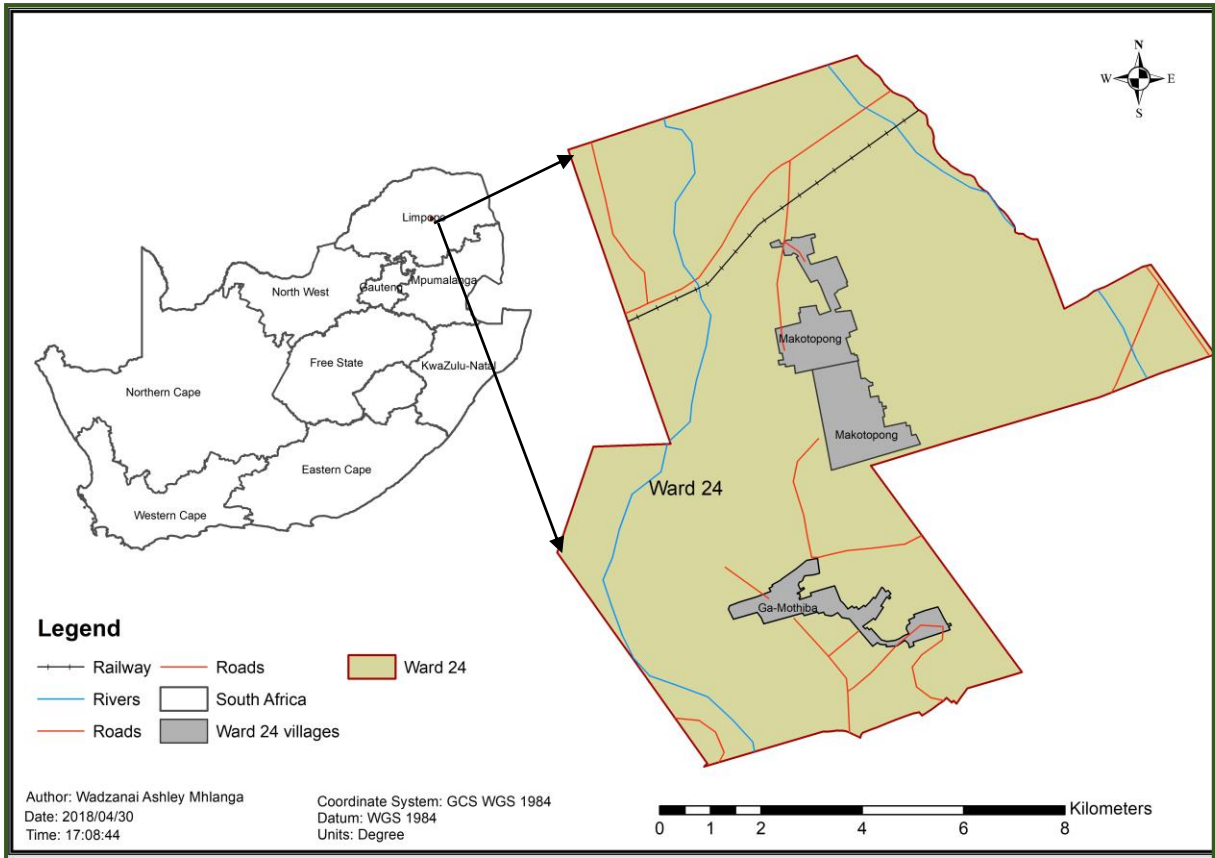 N
W E
S
Limpopo
North West
Gauteng
Mpumalanga
Free State
KwaZulu-Natal
Northern Cape
Eastern Cape
Western Cape
Makotopong
Makotopong
Ward 24
Ga-Mothiba
Legend
Railway Roads Ward 24
Rivers South Africa
Roads Ward 24 villages
Author: Wadzanai Ashley Mhlanga
Date: 2018/04/30
Time: 17:08:44
Coordinate System: GCS WGS 1984
Datum: WGS 1984
Units: Degree
Kilometers
0 1 2 4 6 8